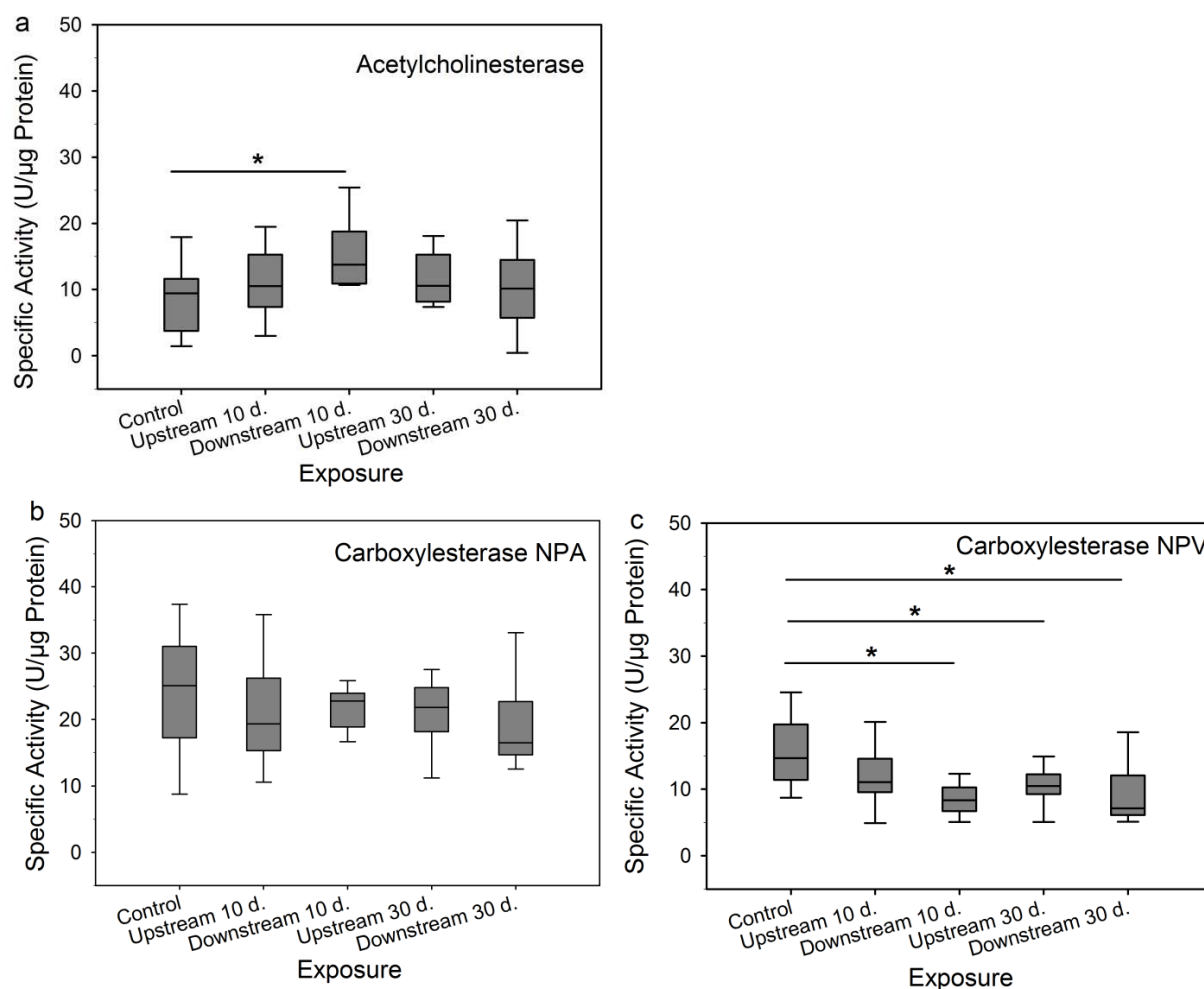 a
Acetylcholinesterase
Specific Activity (U/µg Protein)
50
40
30
20
10
0
*
Control
Upstream 10 d.
Downstream 10 d.
Upstream 30 d.
Downstream 30 d.
Exposure
b
Carboxylesterase NPA
Specific Activity (U/µg Protein)
50
40
30
20
10
0
Control
Upstream 10 d.
Downstream 10 d.
Upstream 30 d.
Downstream 30 d.
Exposure
c
Carboxylesterase NPV
Specific Activity (U/µg Protein)
50
40
30
20
10
0
*
*
*
Control
Upstream 10 d.
Downstream 10 d.
Upstream 30 d.
Downstream 30 d.
Exposure